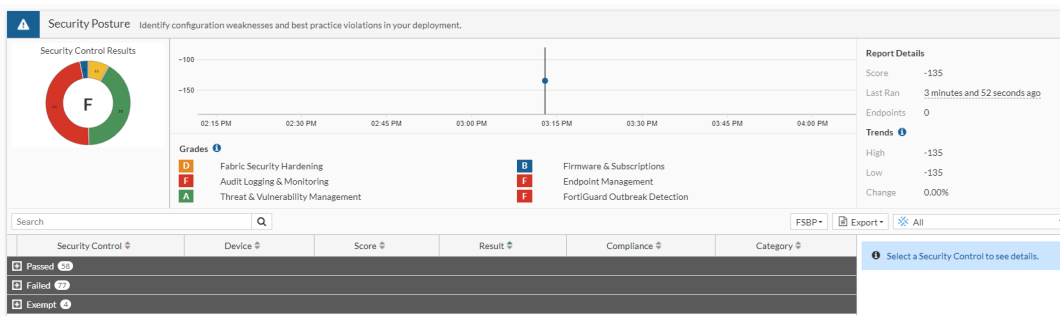 Security Posture Identify configuration weaknesses and best practice violations in your deployment.
Security Control Results
F
-100
-150
02:15 PM 02:30 PM 02:45 PM 03:00 PM 03:15 PM 03:30 PM 03:45 PM 04:00 PM
Grades
D Fabric Security Hardening
F Audit Logging & Monitoring
A Threat & Vulnerability Management
B Firmware & Subscriptions
F Endpoint Management
F FortiGuard Outbreak Detection
Report Details
Score -135
Last Ran 3 minutes and 52 seconds ago
Endpoints 0
Trends
High -135
Low -135
Change 0.00%
Search
FSBP Export All
Security Control Device Score Result Compliance Category
Passed 58
Failed 77
Exempt 4
Select a Security Control to see details.